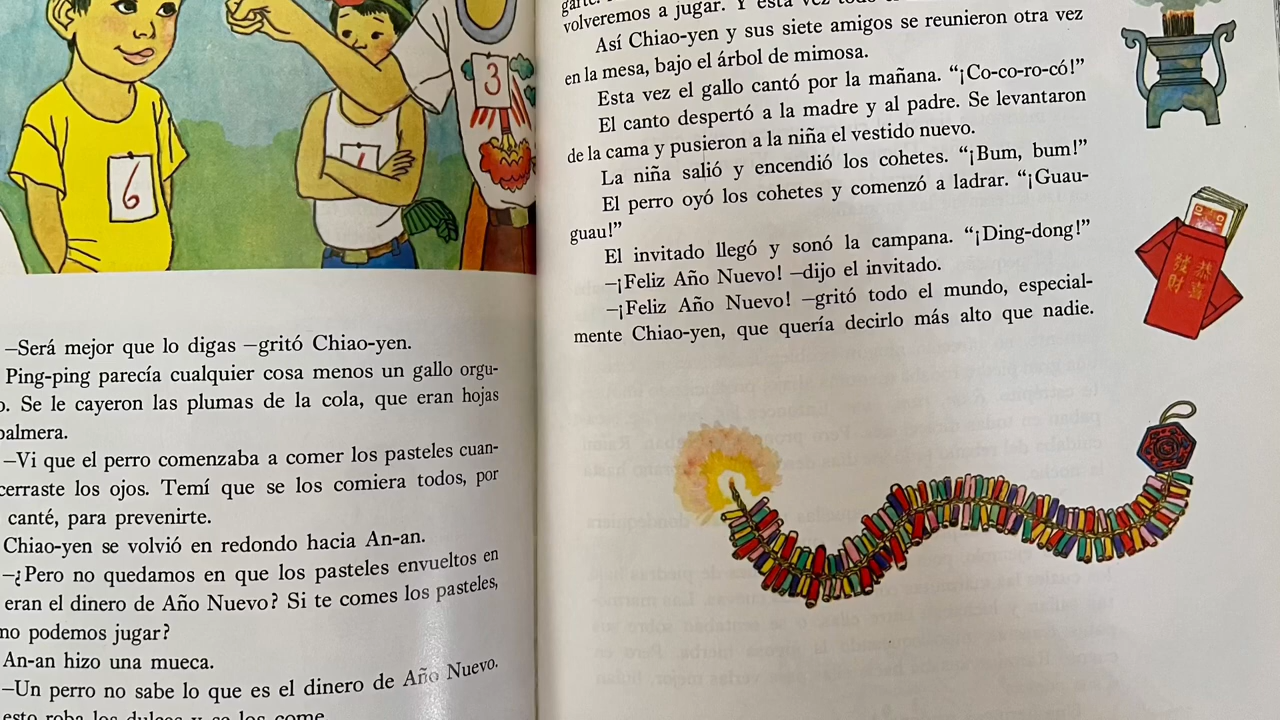 6
3
–Será mejor que lo digas –gritó Chiao-yen.
Ping-ping parecía cualquier cosa menos un gallo orgu-
Se le cayeron las plumas de la cola, que eran hojas
palmera.
–Vi que el perro comenzaba a comer los pasteles cuan-
cerraste los ojos. Temí que se los comiera todos, por
canté, para prevenirte.
Chiao-yen se volvió en redondo hacia An-an.
–¿Pero no quedamos en que los pasteles envueltos en
eran el dinero de Año Nuevo? Si te comes los pasteles,
podemos jugar?
An-an hizo una mueca.
–Un perro no sabe lo que es el dinero de Año Nuevo.
roba los dulces y se los come
volveremos a jugar. Y esta vez
Así Chiao-yen y sus siete amigos se reunieron otra vez
en la mesa, bajo el árbol de mimosa.
Esta vez el gallo cantó por la mañana. “¡Co-co-ro-có!”
El canto despertó a la madre y al padre. Se levantaron
de la cama y pusieron a la niña el vestido nuevo.
La niña salió y encendió los cohetes. “¡Bum, bum!”
El perro oyó los cohetes y comenzó a ladrar. “¡Guau-
guau!”
El invitado llegó y sonó la campana. “¡Ding-dong!”
–¡Feliz Año Nuevo! –dijo el invitado.
–¡Feliz Año Nuevo! –gritó todo el mundo, especial-
mente Chiao-yen, que quería decirlo más alto que nadie.
恭喜
發財